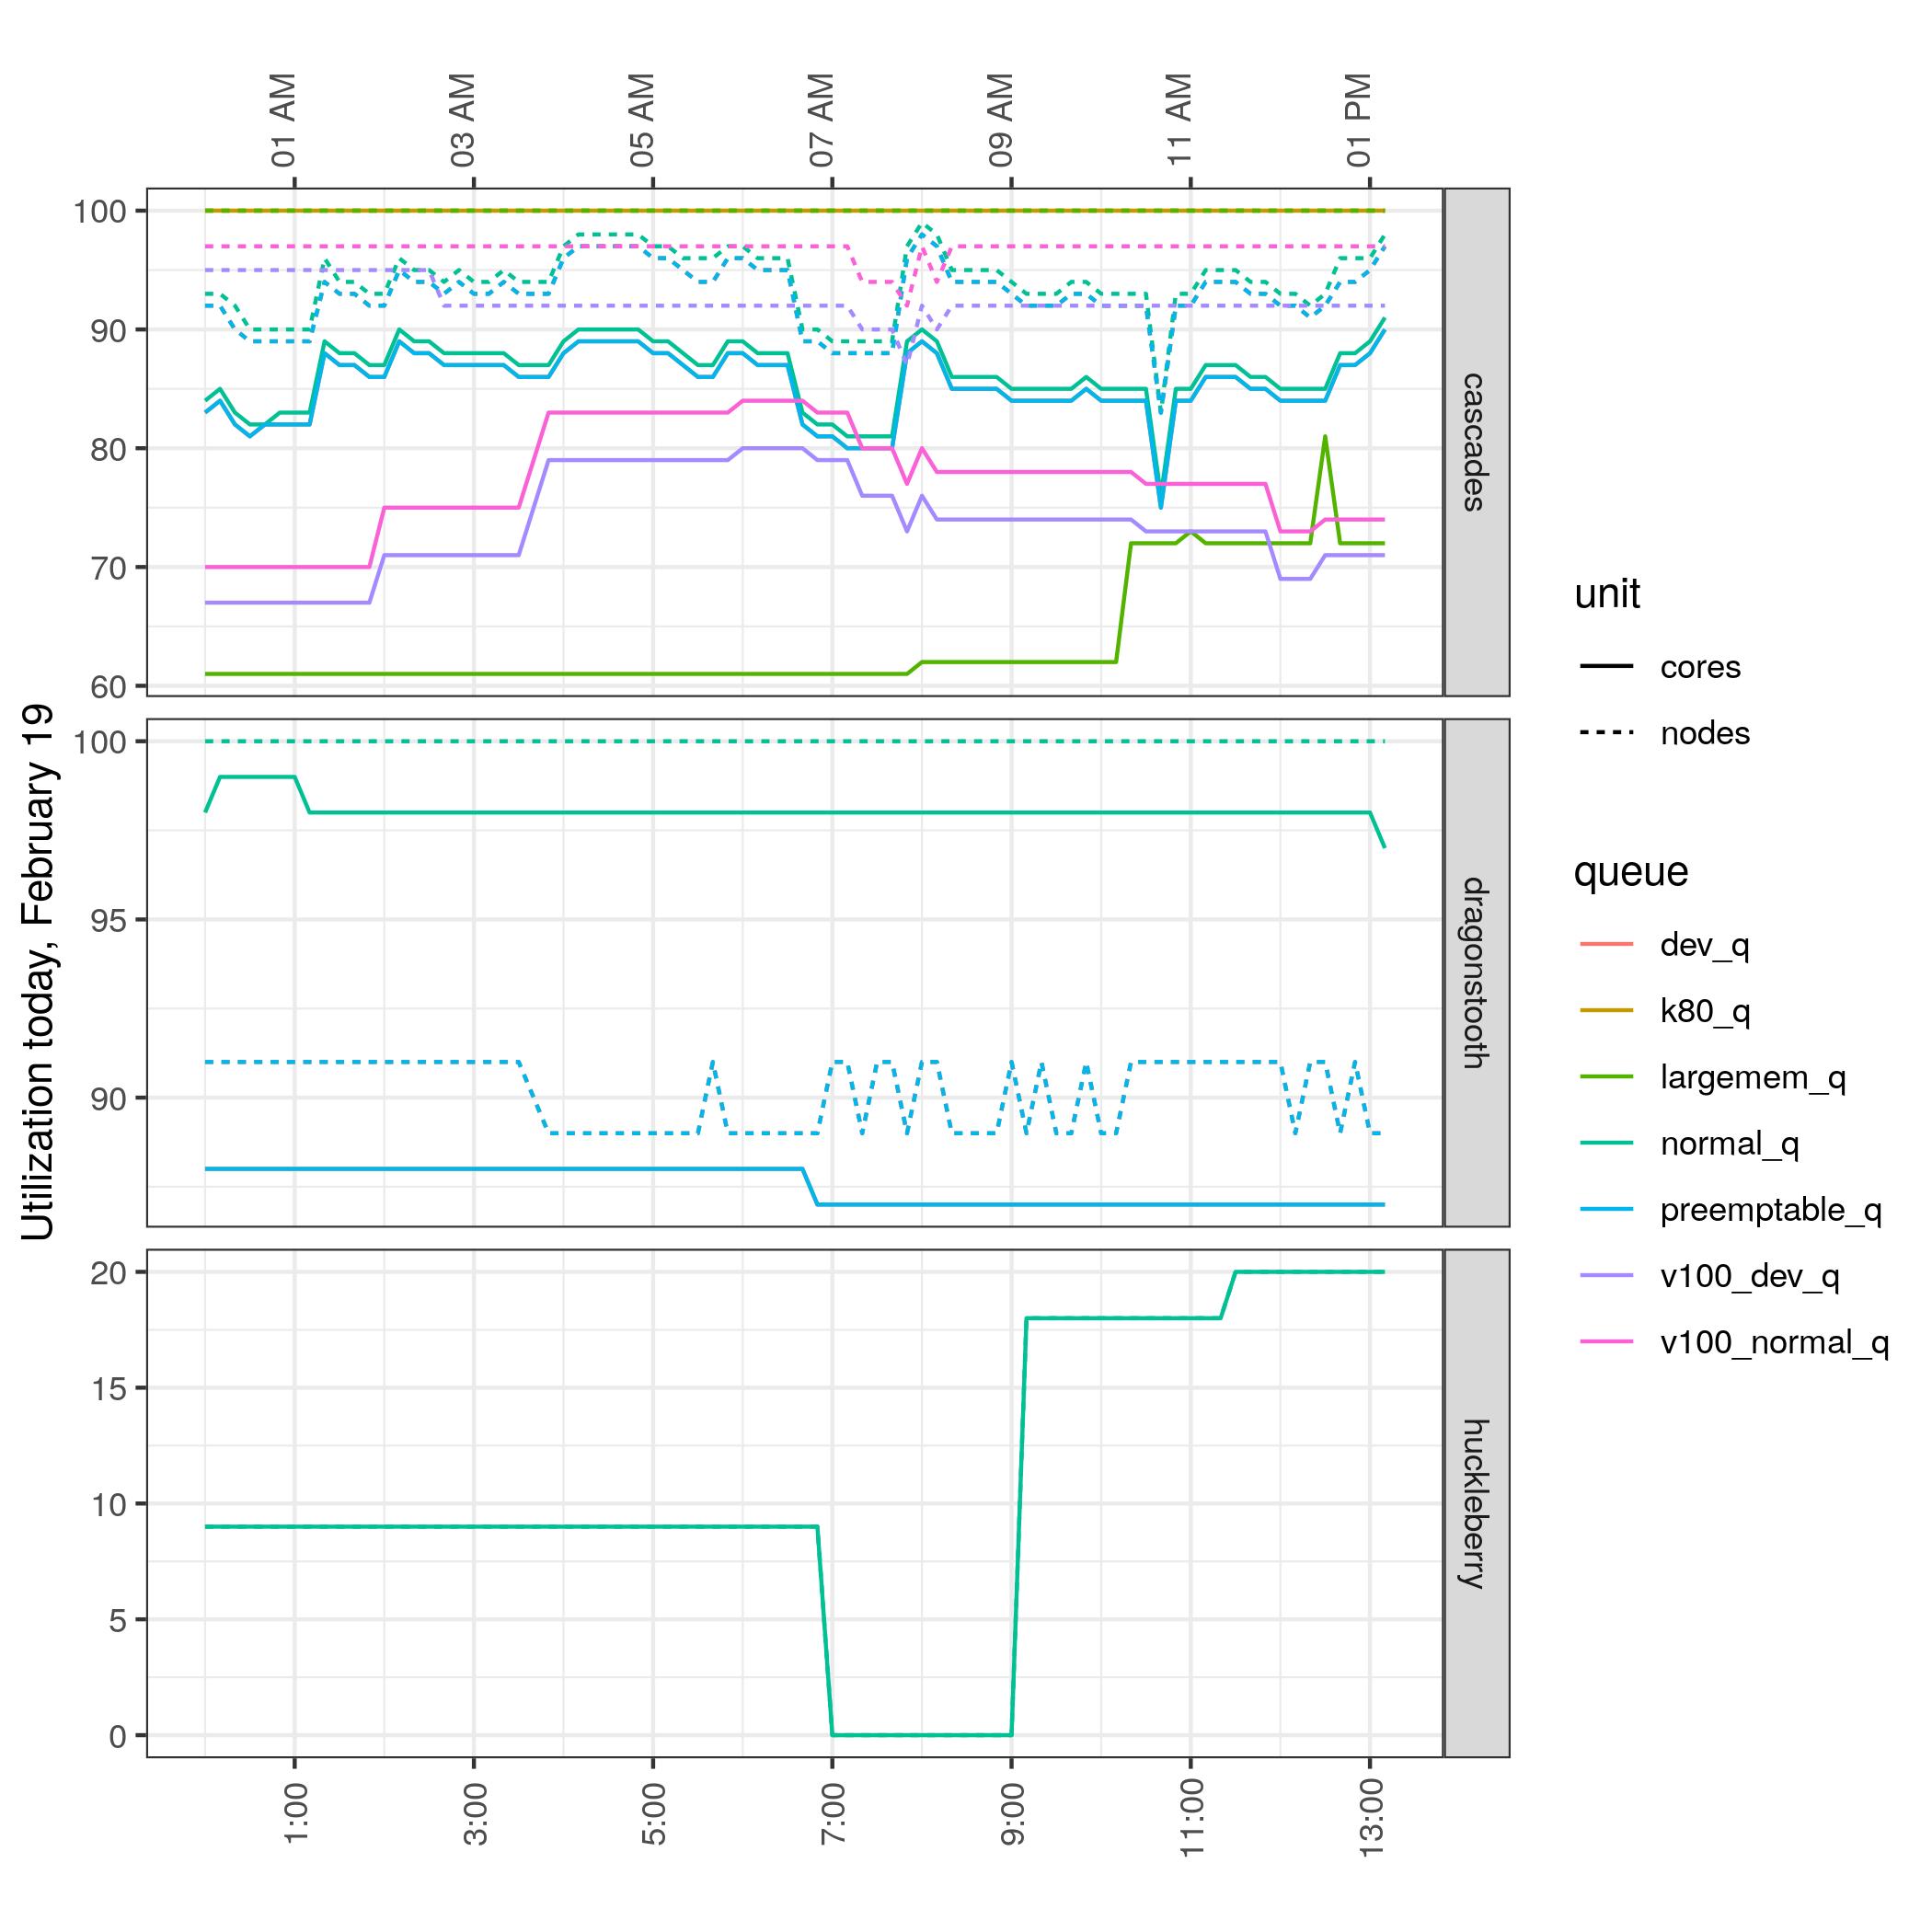 01 AM
03 AM
05 AM
07 AM
09 AM
11 AM
01 PM
Utilization today, February 19
100
90
80
70
60
cascades
100
95
90
dragonstooth
20
15
10
5
0
huckleberry
1:00
3:00
5:00
7:00
9:00
11:00
13:00
unit
cores
nodes
queue
dev_q
k80_q
largemem_q
normal_q
preemptable_q
v100_dev_q
v100_normal_q